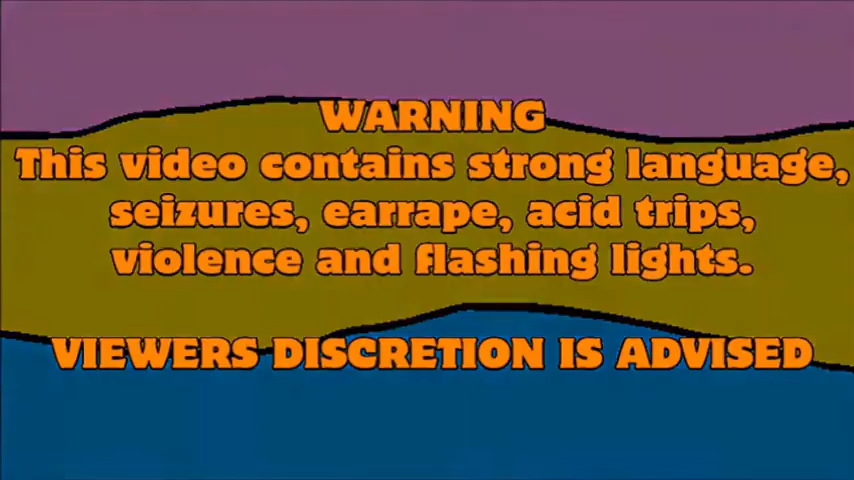 WARNING
This video contains strong language,
seizures, earrape, acid trips,
violence and flashing lights.
VIEWERS DISCRETION IS ADVISED